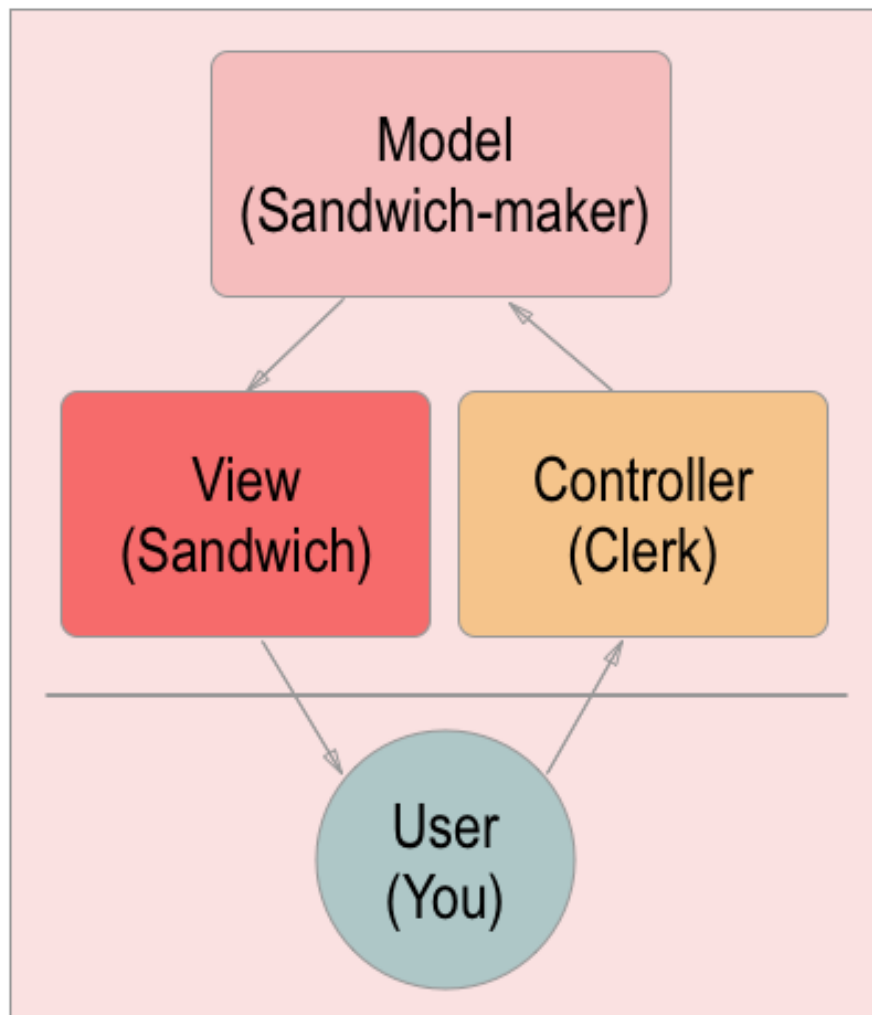 Model
(Sandwich-maker)
View
(Sandwich)
Controller
(Clerk)
User
(You)